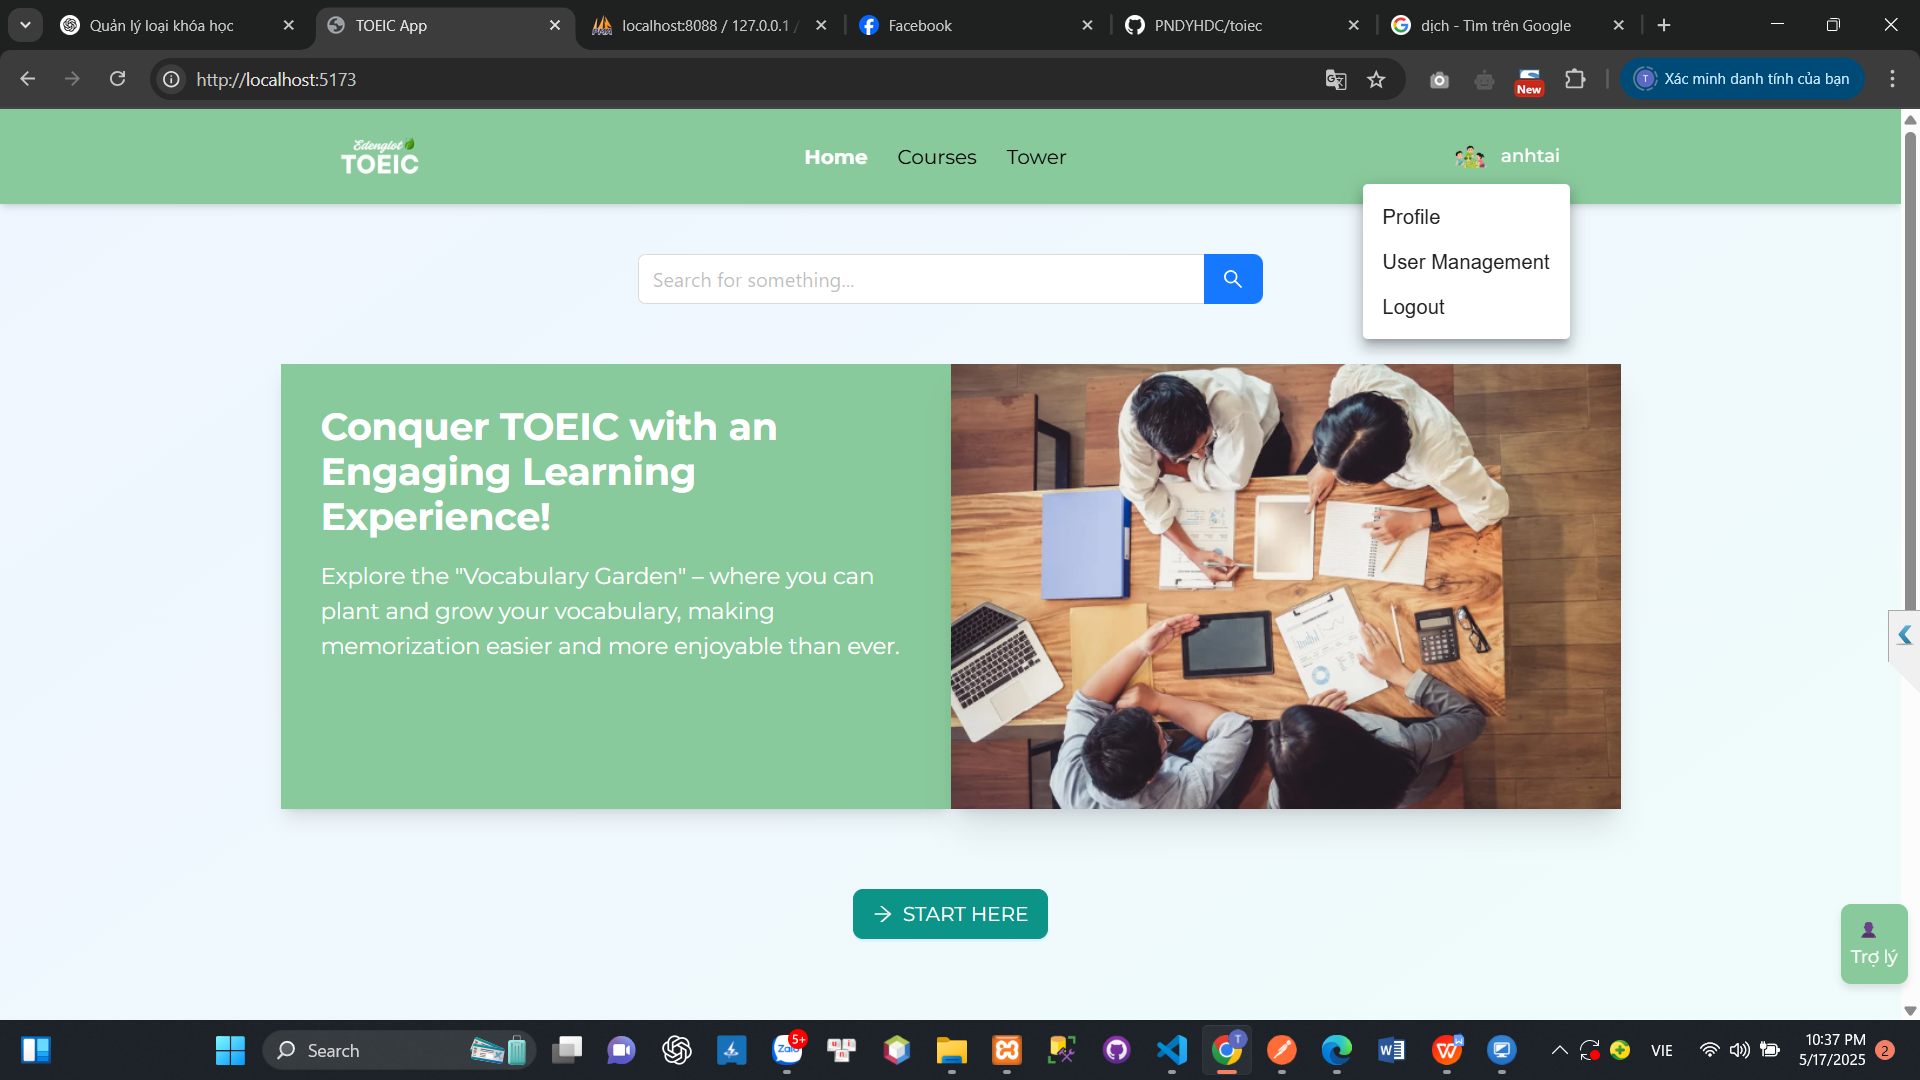 Quản lý loại khóa học
TOEIC App
localhost:8088 / 127.0.0.1 /
Facebook
PNDYHDC/toiec
dịch - Tìm trên Google
http://localhost:5173
New
T
Xác minh danh tính của bạn
Edengiot
TOEIC
Home
Courses
Tower
anhtai
Profile
User Management
Logout
Search for something...
Conquer TOEIC with an
Engaging Learning
Experience!
Explore the "Vocabulary Garden" – where you can
plant and grow your vocabulary, making
memorization easier and more enjoyable than ever.
START HERE
Trợ lý
Search
Zalo
5+
T
VIE
10:37 PM
5/17/2025
2